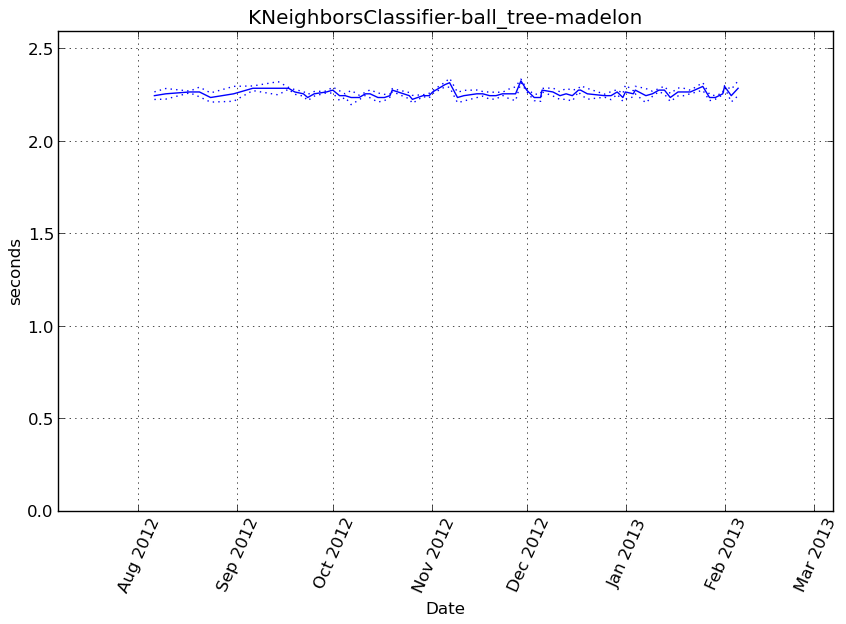 KNeighborsClassifier-ball_tree-madelon
2.5
2.0
1.5
1.0
0.5
0.0
seconds
Aug 2012
Sep 2012
Oct 2012
Nov 2012
Dec 2012
Jan 2013
Feb 2013
Mar 2013
Date